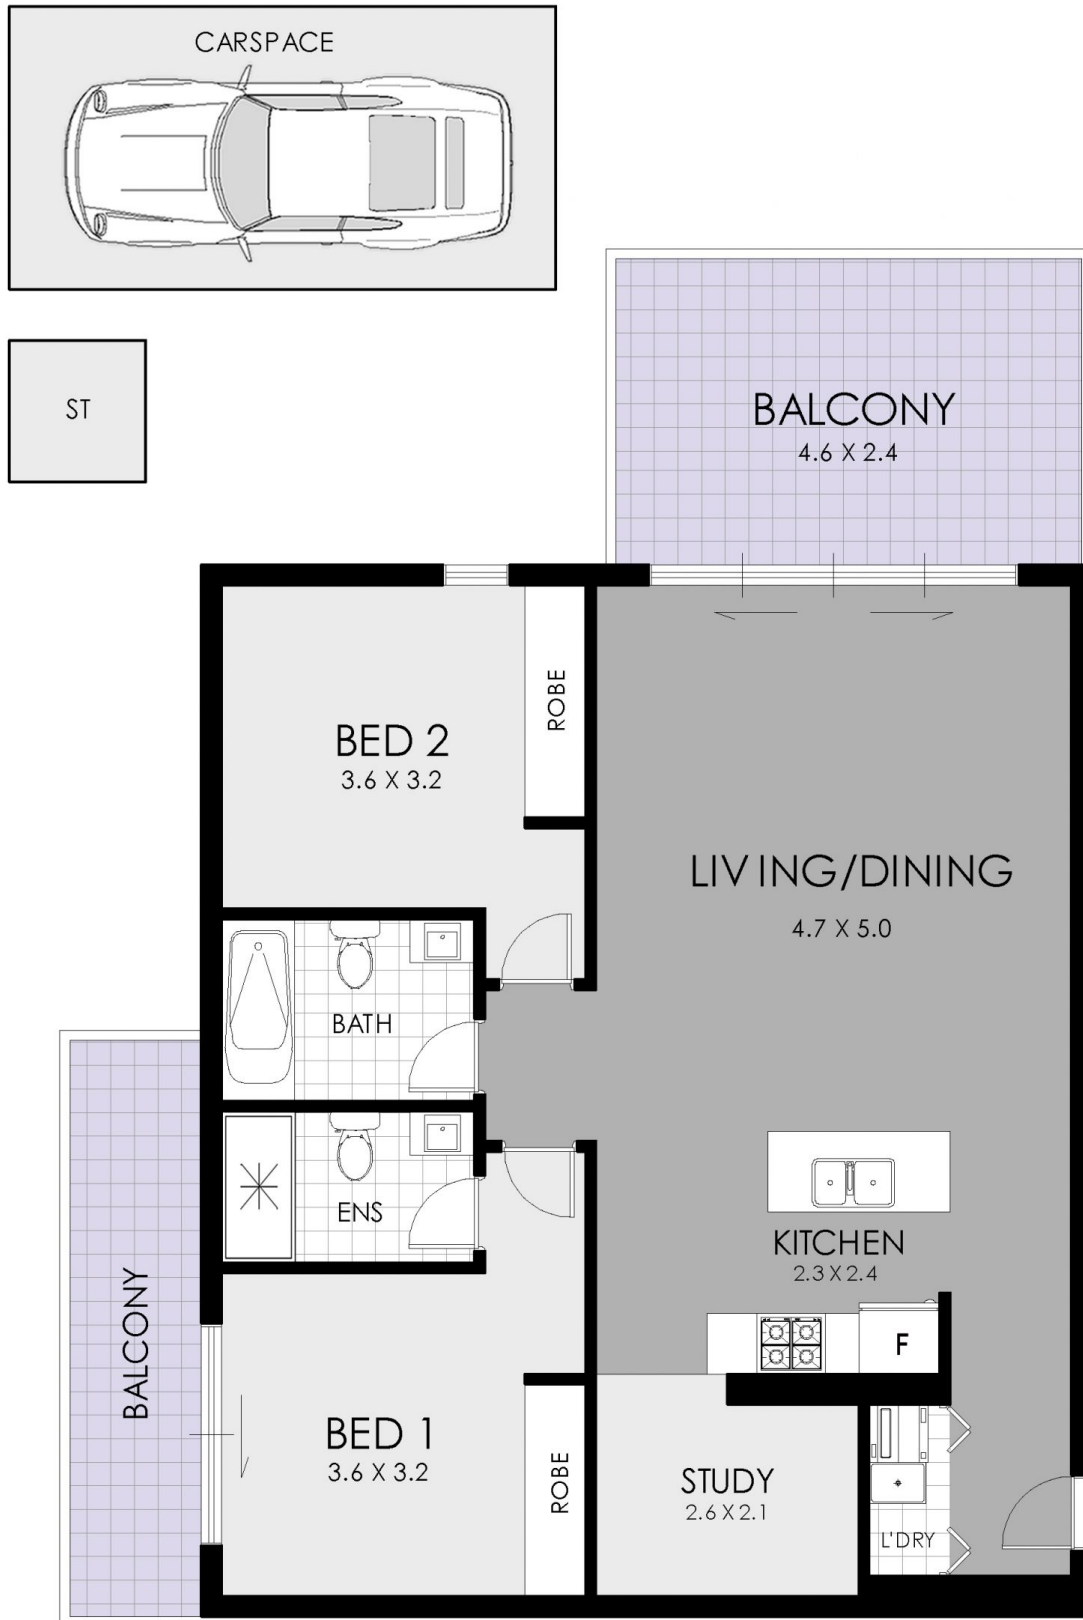 CARSPACE
ST
BALCONY
4.6 X 2.4
BED 2
3.6 X 3.2
ROBE
LIVING/DINING
4.7 X 5.0
BATH
ENS
KITCHEN
2.3 X 2.4
F
BALCONY
BED 1
3.6 X 3.2
ROBE
STUDY
2.6 X 2.1
L'DRY